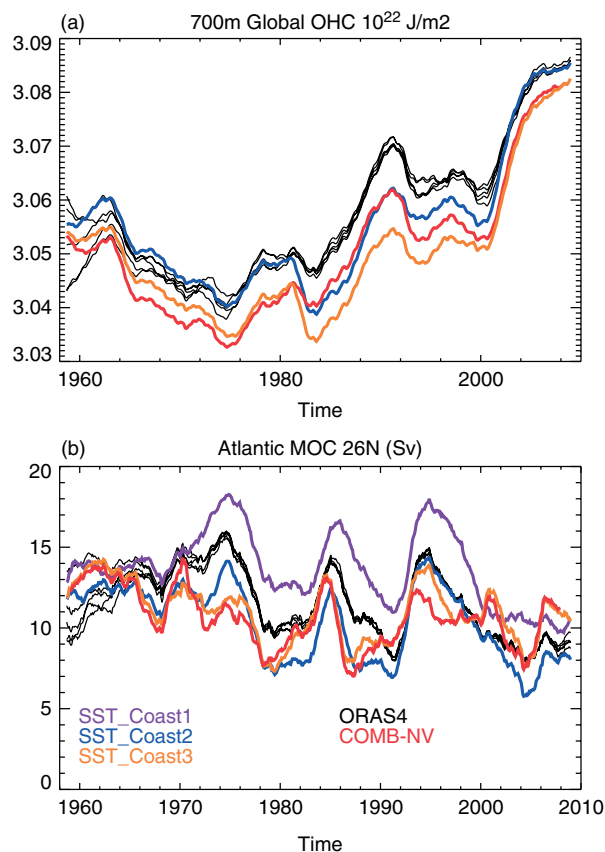 (a) 700m Global OHC 10²² J/m2
3.09
3.08
3.07
3.06
3.05
3.04
3.03
1960 1980 2000
Time
(b) Atlantic MOC 26N (Sv)
20
15
10
5
0
SST_Coast1 ORAS4
SST_Coast2 COMB-NV
SST_Coast3
1960 1970 1980 1990 2000 2010
Time